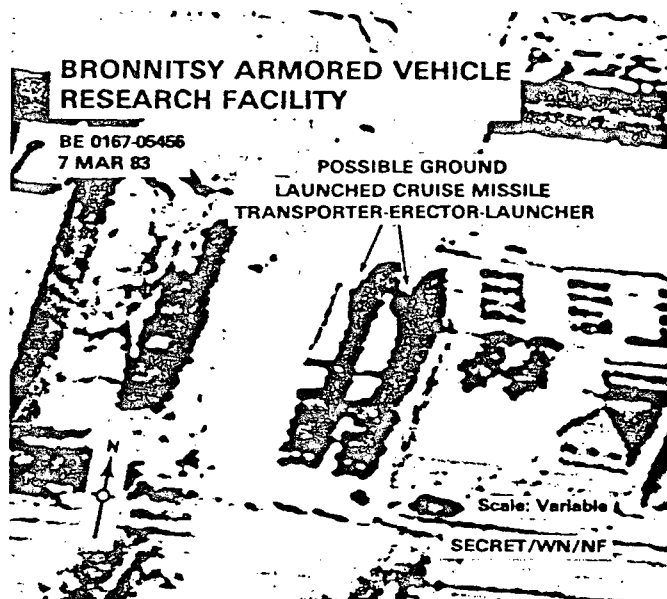 BRONNITSY ARMORED VEHICLE
RESEARCH FACILITY
BE 0167-05456
7 MAR 83
POSSIBLE GROUND
LAUNCHED CRUISE MISSILE
TRANSPORTER-ERECTOR-LAUNCHER
N
Scale: Variable
SECRET/WN/NF